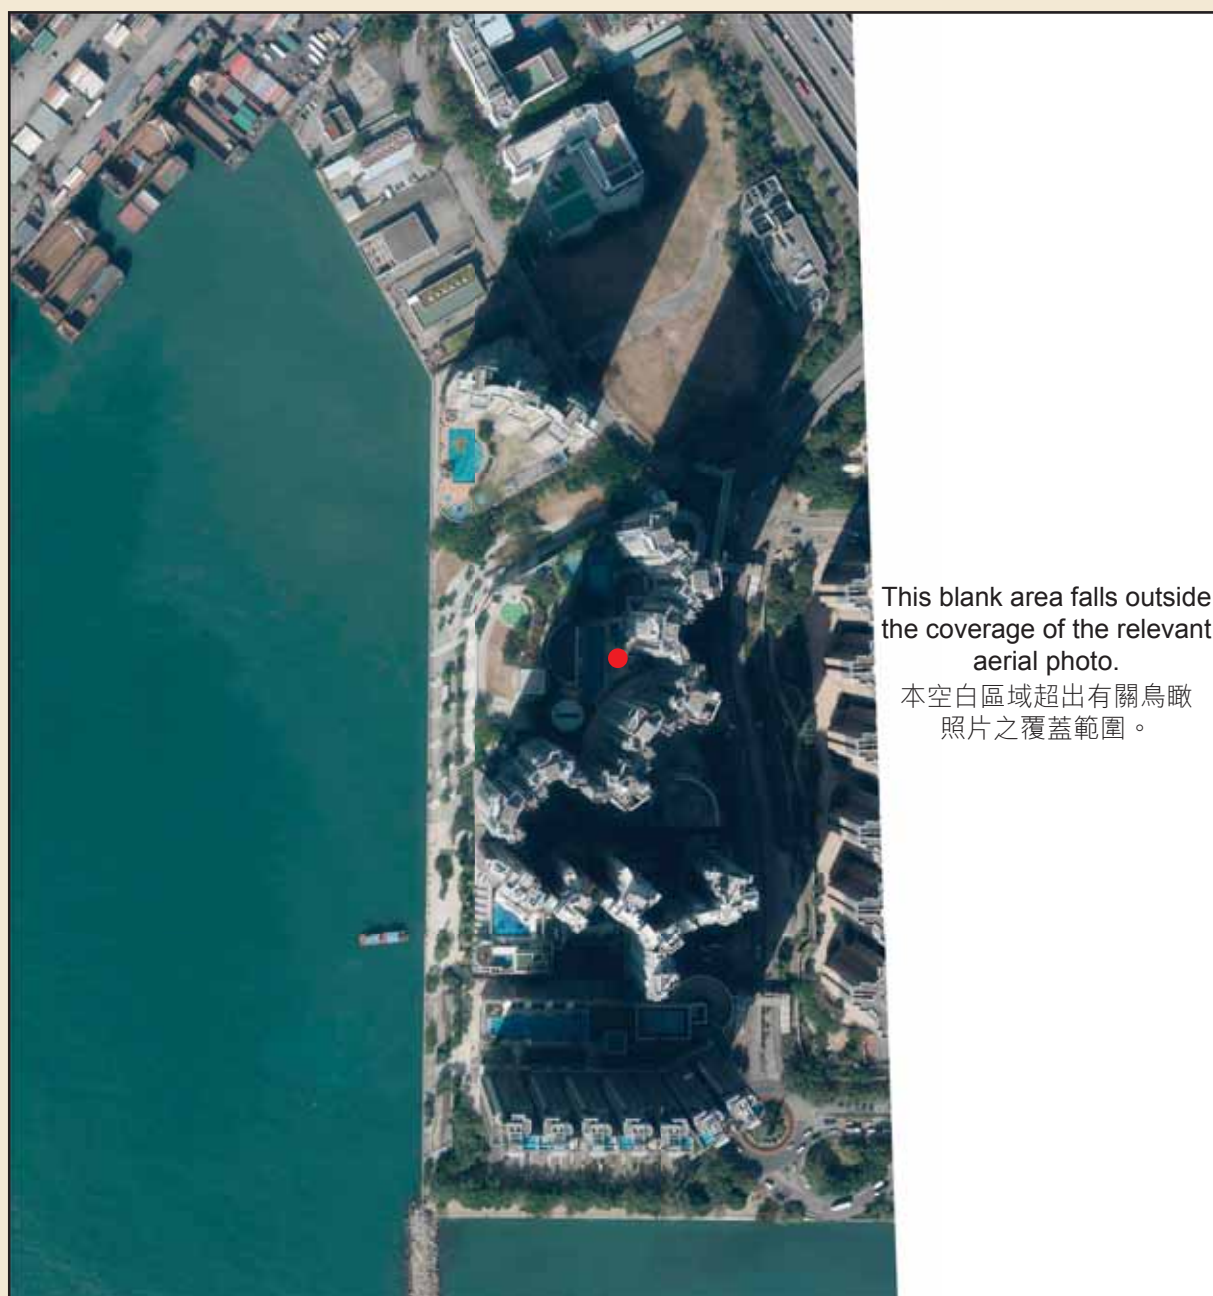 This blank area falls outside
the coverage of the relevant
aerial photo.
本空白區域超出有關鳥瞰
照片之覆蓋範圍。